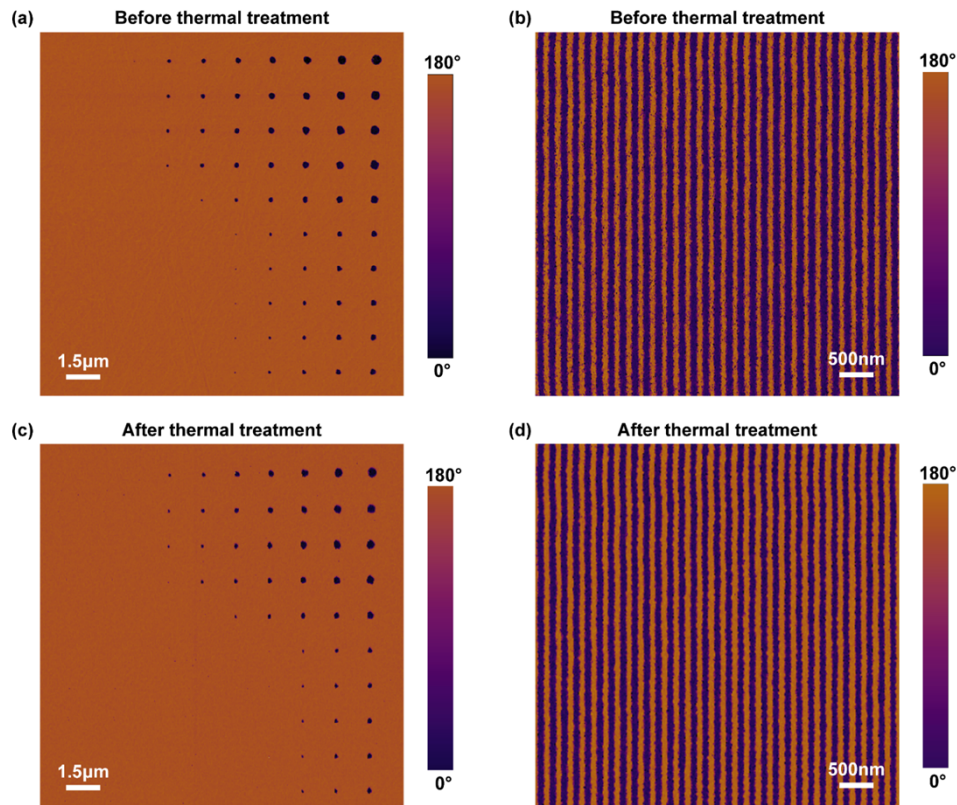 (a) Before thermal treatment
180°
0°
1.5μm
(b) Before thermal treatment
180°
0°
500nm
(c) After thermal treatment
180°
0°
1.5μm
(d) After thermal treatment
180°
0°
500nm